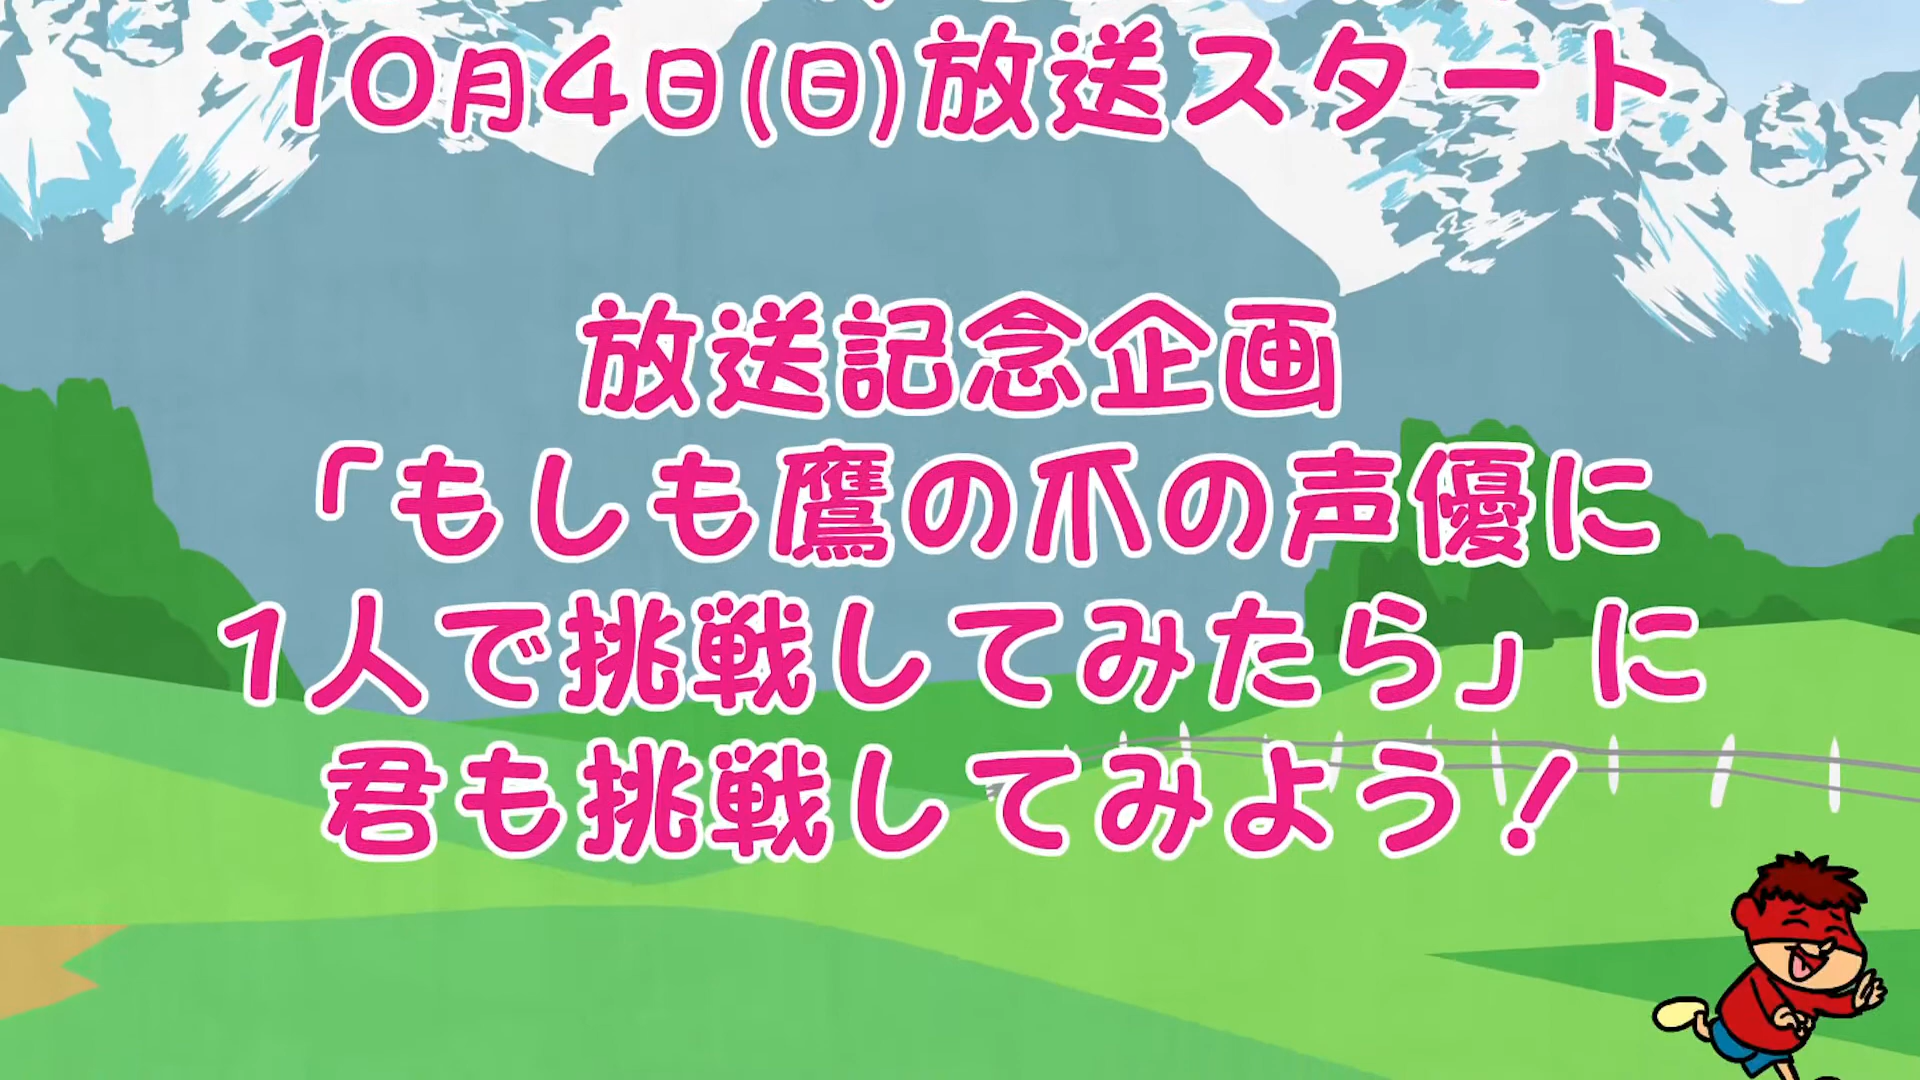 10月4日(日)放送スタート
放送記念企画
「もしも鷹の爪の声優に
1人で挑戦してみたら」に
君も挑戦してみよう!